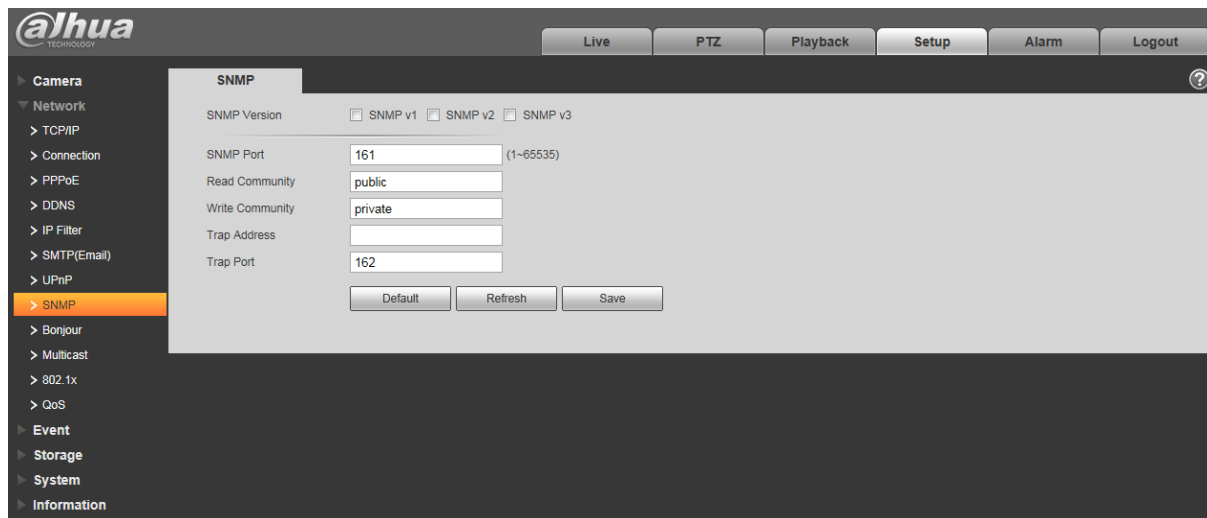 alhua
TECHNOLOGY
Live PTZ Playback Setup Alarm Logout
Camera
Network
> TCP/IP
> Connection
> PPPoE
> DDNS
> IP Filter
> SMTP(Email)
> UPnP
> SNMP
> Bonjour
> Multicast
> 802.1x
> QoS
Event
Storage
System
Information
SNMP
?
SNMP Version SNMP v1 SNMP v2 SNMP v3
SNMP Port 161 (1~65535)
Read Community public
Write Community private
Trap Address
Trap Port 162
Default Refresh Save